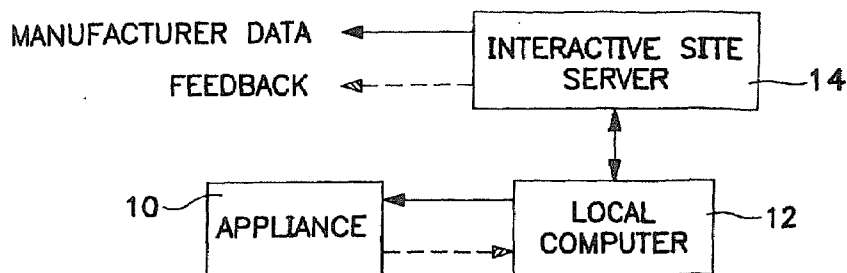 MANUFACTURER DATA
INTERACTIVE SITE
SERVER
14
FEEDBACK
10
APPLIANCE
LOCAL
COMPUTER
12